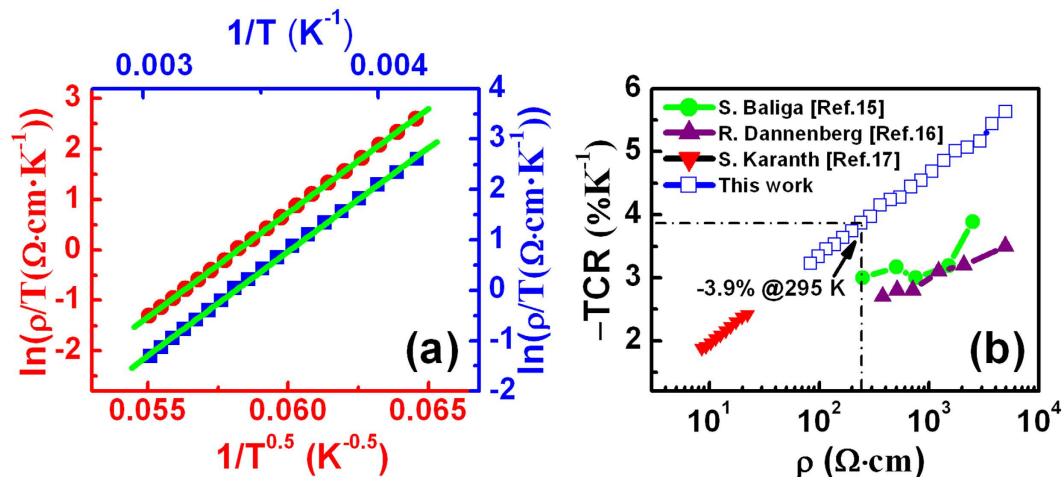 1/T (K-1)
0.003 0.004
3
2
1
0
-1
-2
ln(ρ/T(Ω·cm·K-1))
4
3
2
1
0
-1
-2
ln(ρ/T(Ω·cm·K-1))
(a)
0.055 0.060 0.065
1/T0.5 (K-0.5)
6
5
4
3
2
−TCR (%K-1)
S. Baliga [Ref.15]
R. Dannenberg [Ref.16]
S. Karanth [Ref.17]
This work
-3.9% @295 K
(b)
101 102 103 104
ρ (Ω·cm)